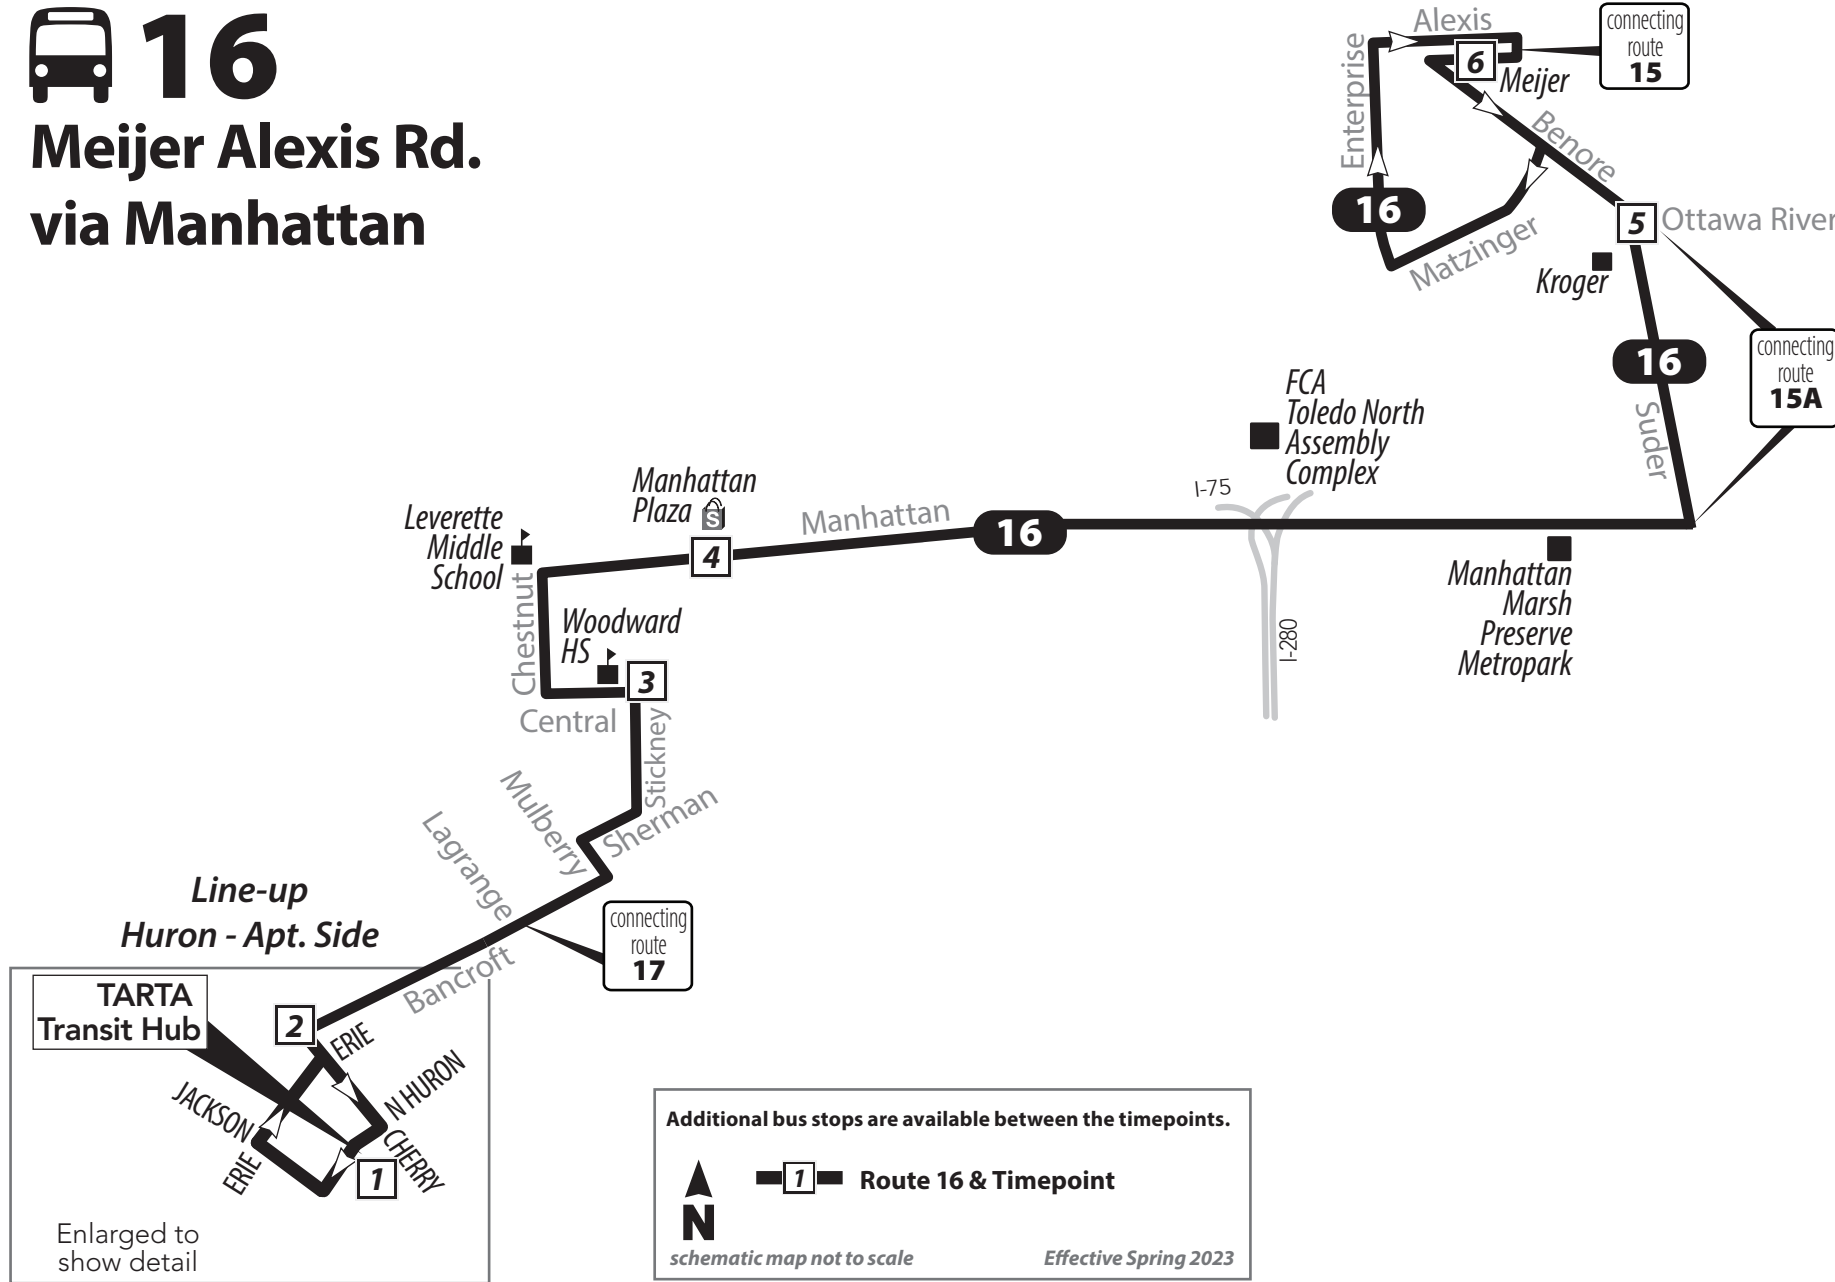 16
Meijer Alexis Rd.
via Manhattan
Alexis
connecting
route
15
Enterprise
6
Meijer
Benore
16
5
Ottawa River
Matzinger
Kroger
16
connecting
route
15A
Suder
FCA
Toledo North
Assembly
Complex
I-75
I-280
Manhattan
Plaza
S
Leverette
Middle
School
Manhattan
16
4
Manhattan
Marsh
Preserve
Metropark
Chestnut
Woodward
HS
3
Central
Stickney
Mulberry
Sherman
Lagrange
connecting
route
17
Bancroft
Line-up
Huron - Apt. Side
TARTA
Transit Hub
2
ERIE
N HURON
JACKSON
CHERRY
ERIE
1
Enlarged to
show detail
Additional bus stops are available between the timepoints.
1 Route 16 & Timepoint
N
schematic map not to scale
Effective Spring 2023